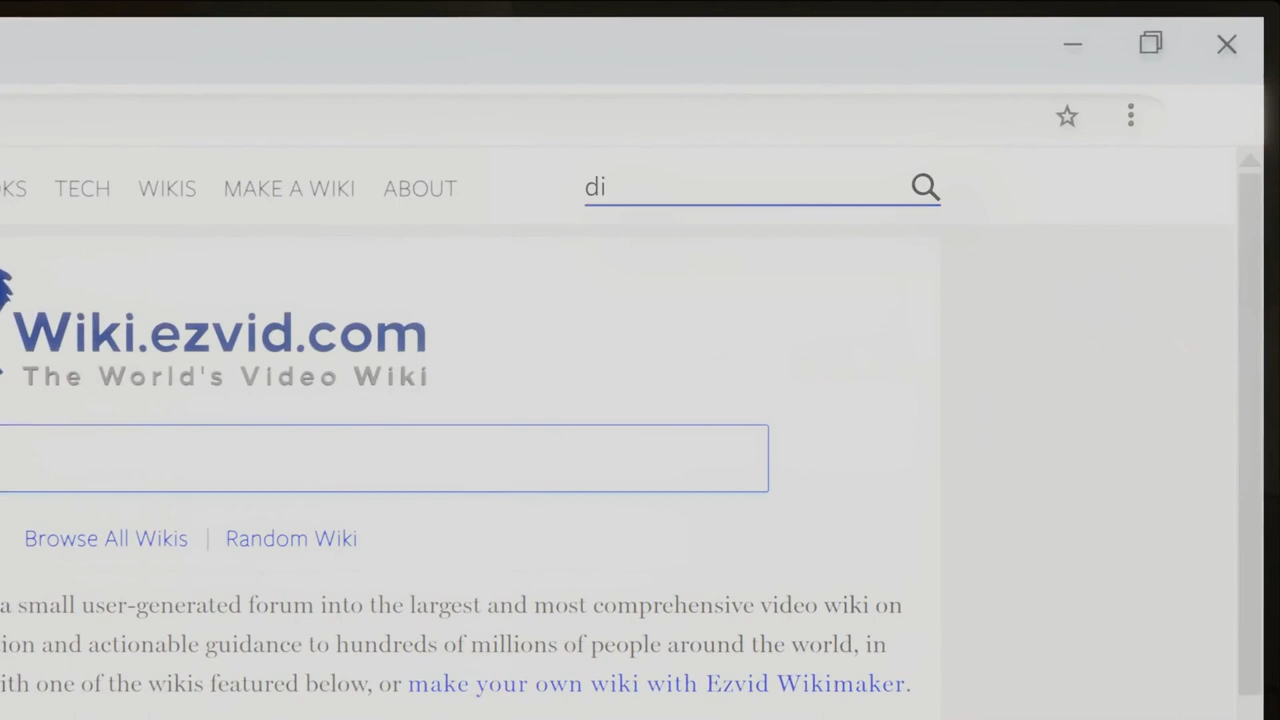 TECH WIKIS MAKE A WIKI ABOUT di
Wiki.ezvid.com
The World's Video Wiki
Browse All Wikis | Random Wiki
a small user-generated forum into the largest and most comprehensive video wiki on
and actionable guidance to hundreds of millions of people around the world, in
with one of the wikis featured below, or make your own wiki with Ezvid Wikimaker.